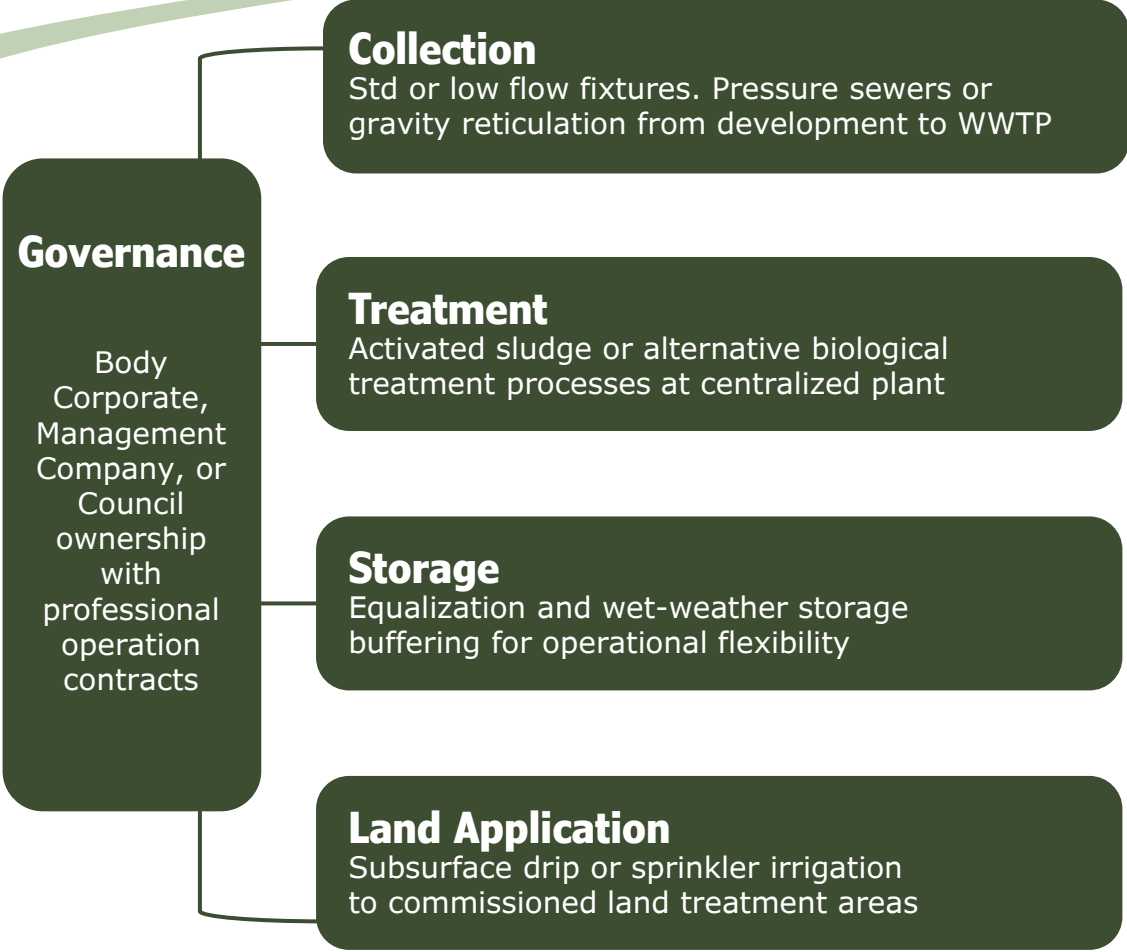 Collection
Std or low flow fixtures. Pressure sewers or
gravity reticulation from development to WWTP
Governance
Body
Corporate,
Management
Company, or
Council
ownership
with
professional
operation
contracts
Treatment
Activated sludge or alternative biological
treatment processes at centralized plant
Storage
Equalization and wet-weather storage
buffering for operational flexibility
Land Application
Subsurface drip or sprinkler irrigation
to commissioned land treatment areas